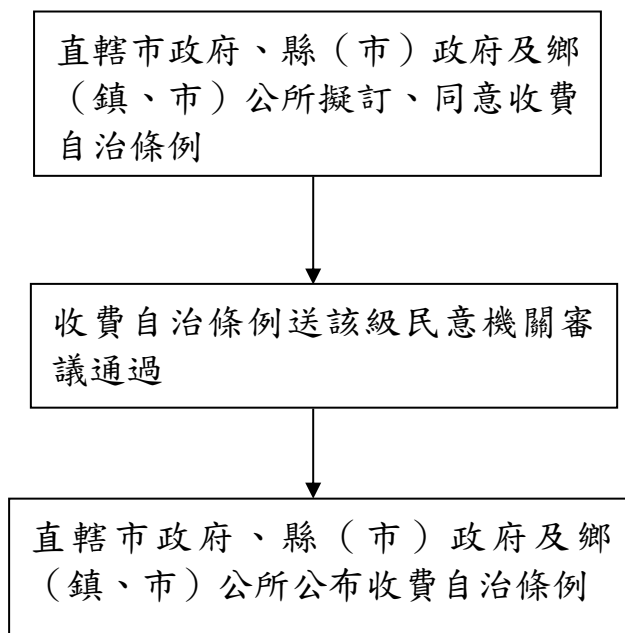 直轄市政府、縣（市）政府及鄉
（鎮、市）公所擬訂、同意收費
自治條例
收費自治條例送該級民意機關審
議通過
直轄市政府、縣（市）政府及鄉
（鎮、市）公所公布收費自治條例